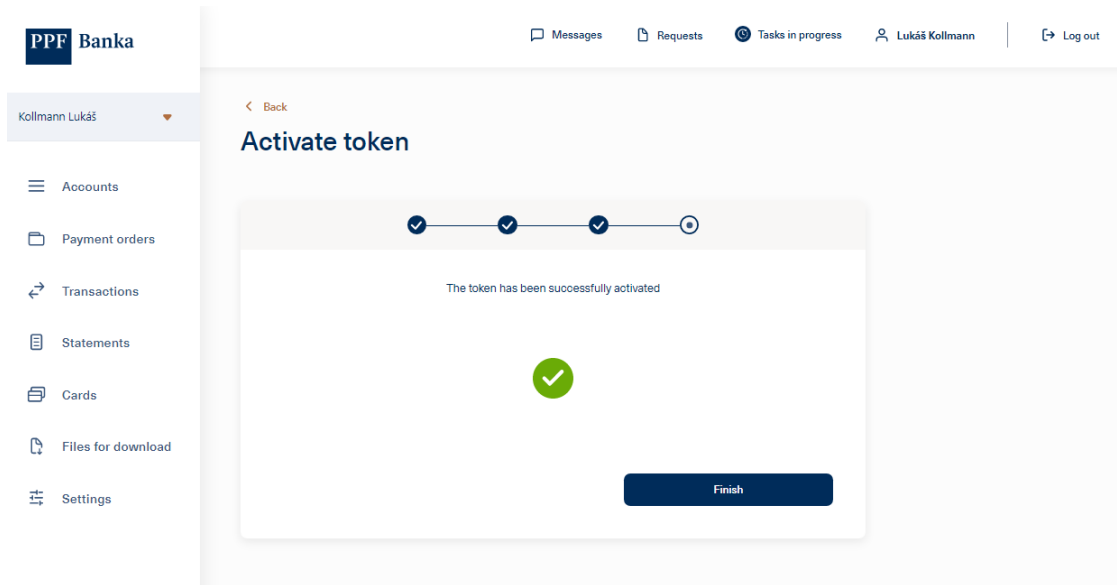 PPF Banka
Messages
Requests
Tasks in progress
Lukáš Kollmann
Log out
Kollmann Lukáš
Accounts
Payment orders
Transactions
Statements
Cards
Files for download
Settings
Back
Activate token
The token has been successfully activated
Finish